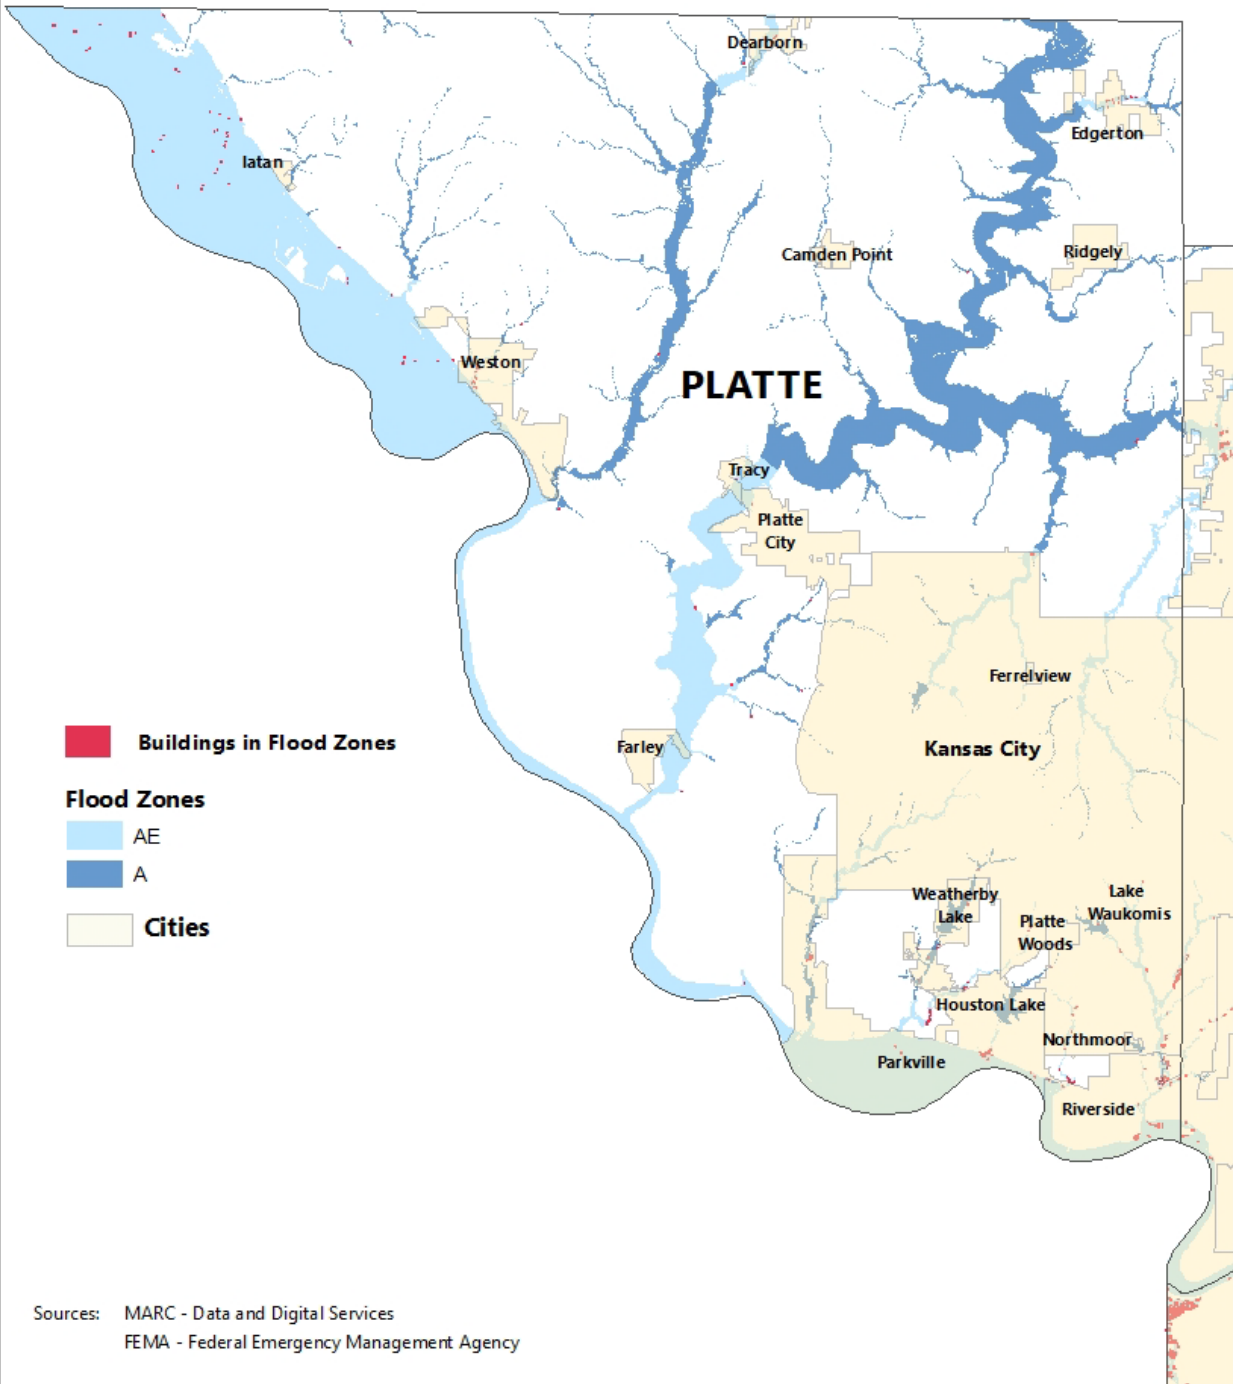 Dearborn
Edgerton
Iatan
Camden Point
Ridgely
Weston
PLATTE
Tracy
Platte
City
Ferrelview
Farley
Kansas City
Buildings in Flood Zones
Flood Zones
AE
A
Cities
Weatherby
Lake
Lake
Waukomis
Platte
Woods
Houston Lake
Northmoor
Parkville
Riverside
Sources: MARC - Data and Digital Services
FEMA - Federal Emergency Management Agency